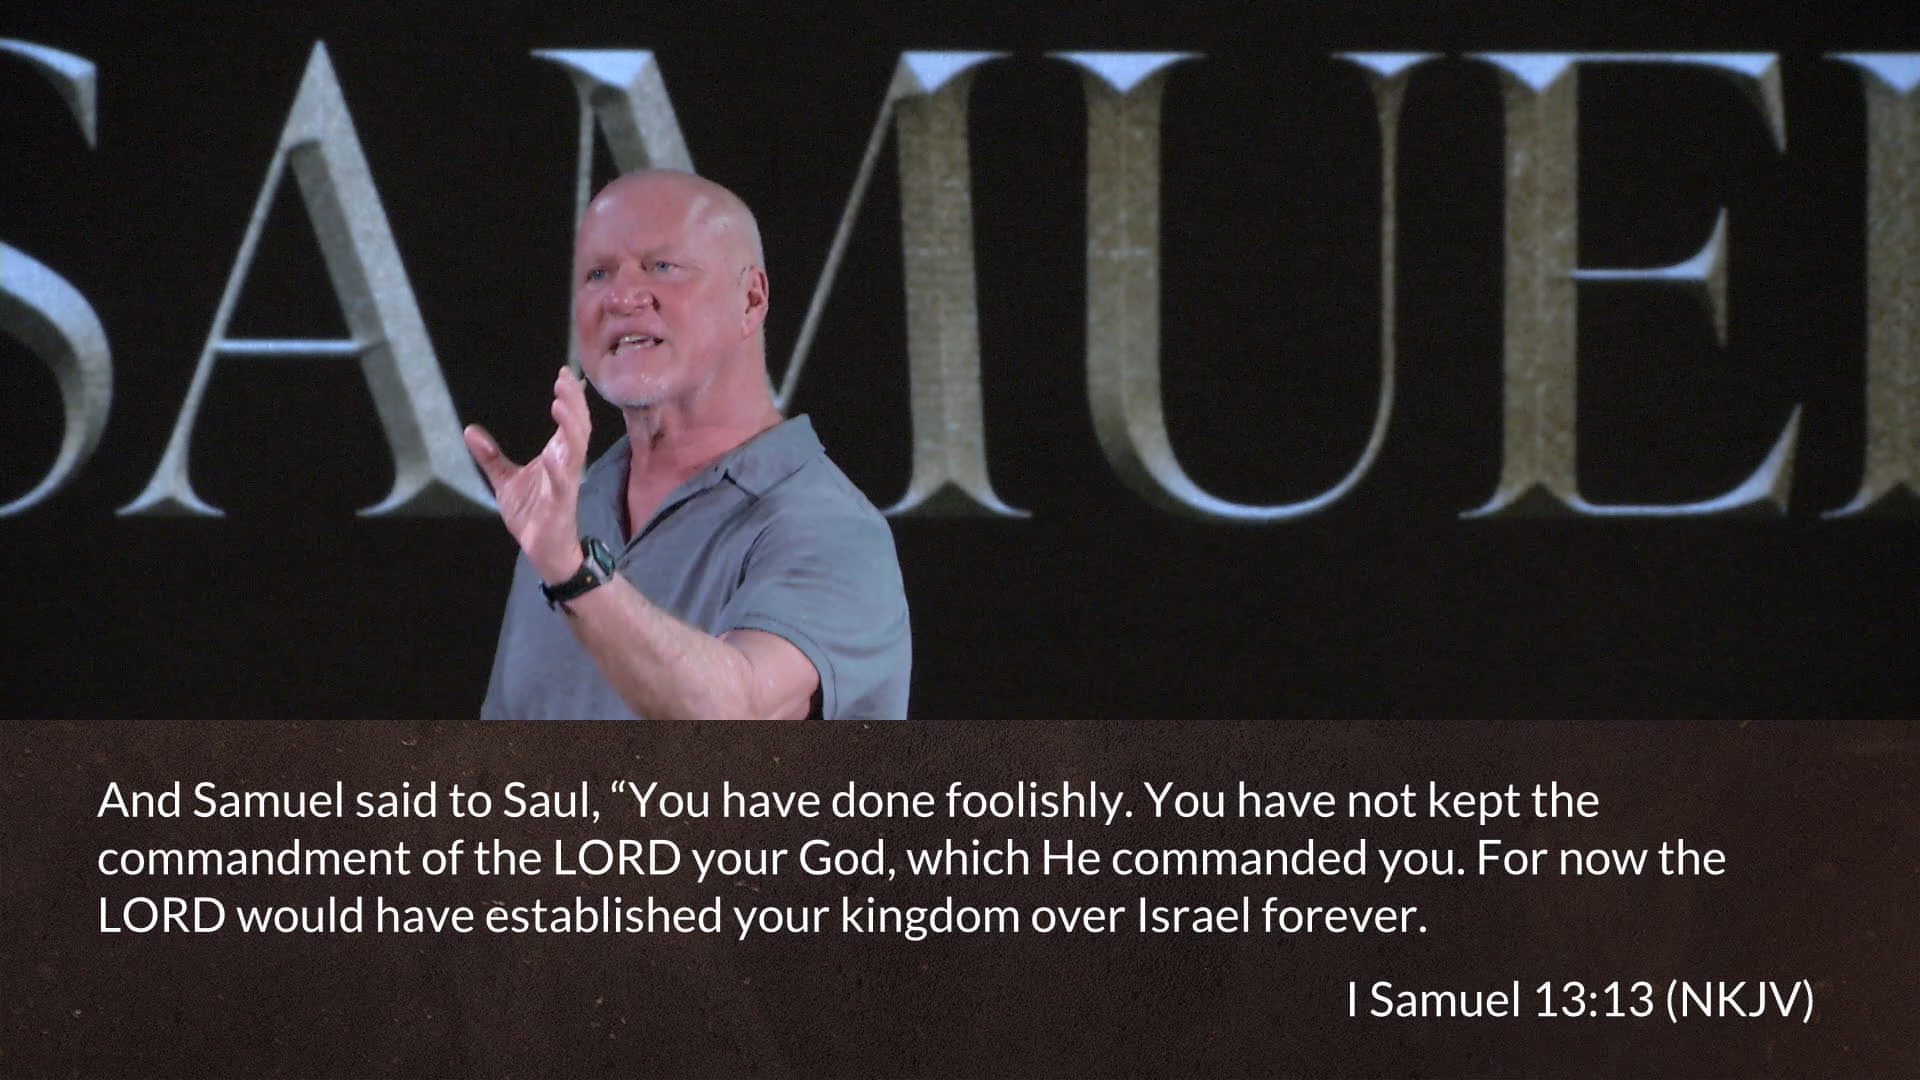 SAMUEL
And Samuel said to Saul, “You have done foolishly. You have not kept the
commandment of the LORD your God, which He commanded you. For now the
LORD would have established your kingdom over Israel forever.
I Samuel 13:13 (NKJV)